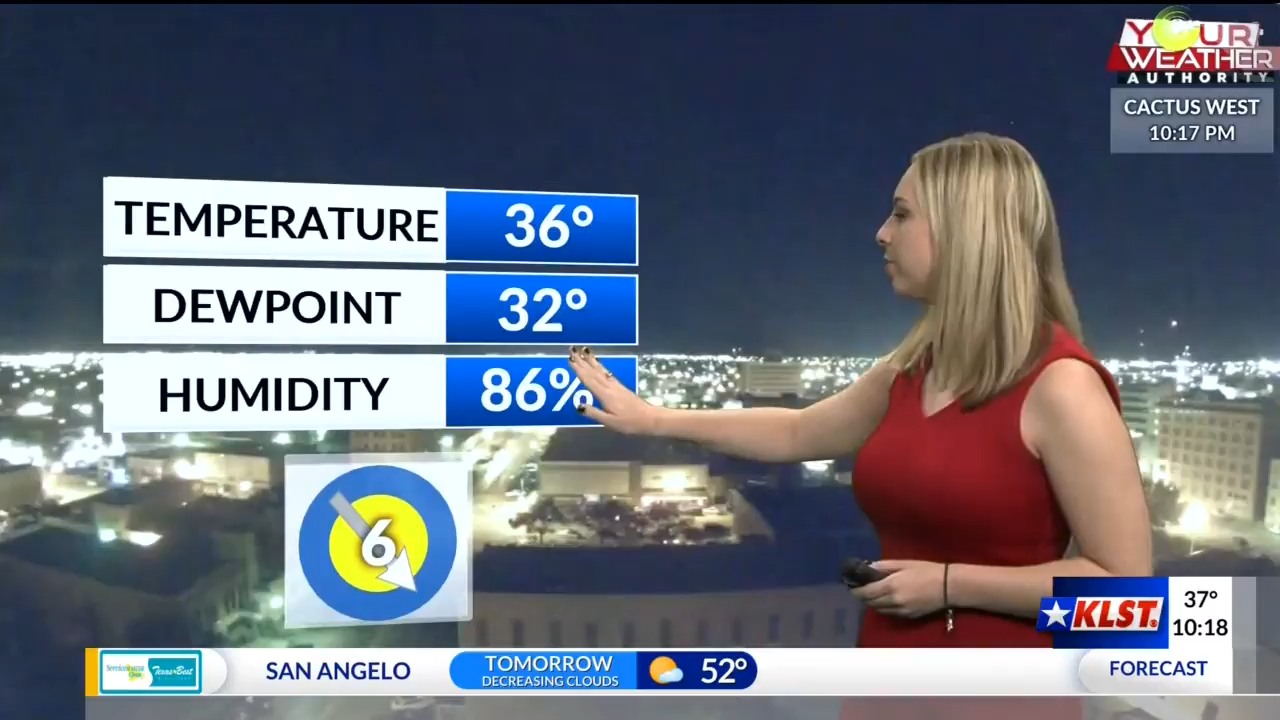 YOUR
WEATHER
AUTHORITY
CACTUS WEST
10:17 PM
TEMPERATURE 36°
DEWPOINT 32°
HUMIDITY 86%
6
KLST
37°
10:18
SAN ANGELO
TOMORROW
DECREASING CLOUDS
52°
FORECAST